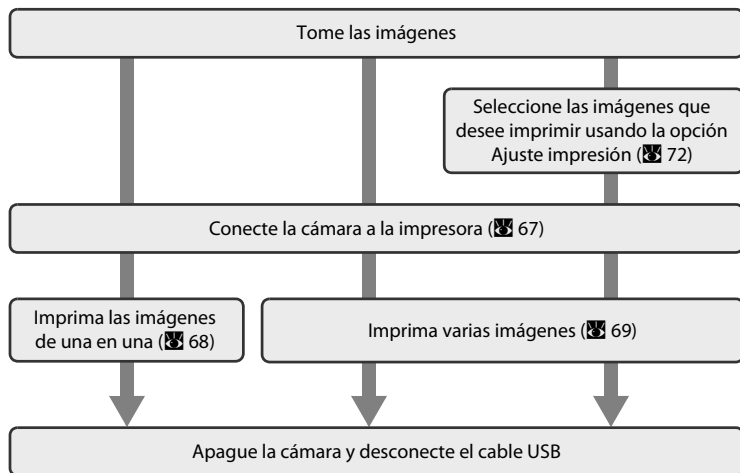 Tome las imágenes
Seleccione las imágenes que
desee imprimir usando la opción
Ajuste impresión (72)
Conecte la cámara a la impresora (67)
Imprima las imágenes
de una en una (68)
Imprima varias imágenes (69)
Apague la cámara y desconecte el cable USB